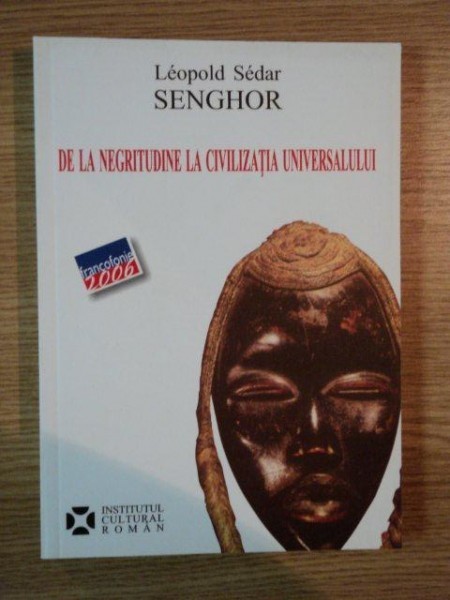 Léopold Sédar
SENGHOR
DE LA NEGRITUDINE LA CIVILIZAȚIA UNIVERSALULUI
francofonie
2006
INSTITUTUL
CULTURAL
ROMÂN